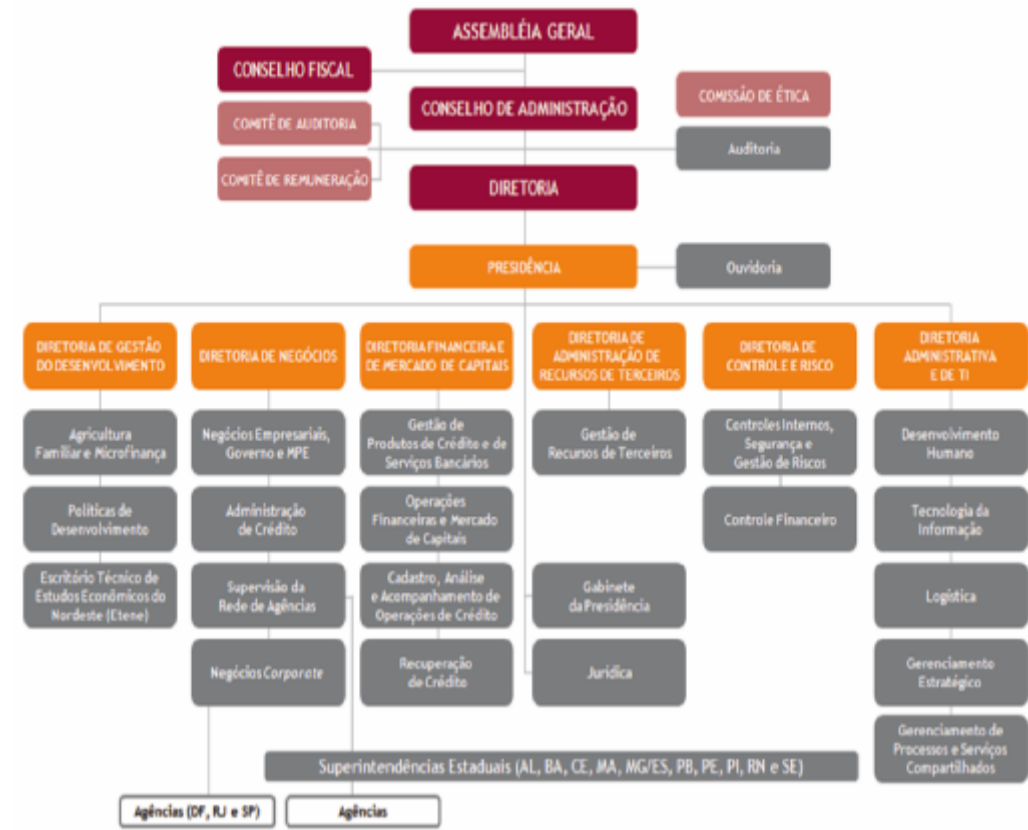 ASSEMBLÉIA GERAL
CONSELHO FISCAL
CONSELHO DE ADMINISTRAÇÃO
COMISSÃO DE ÉTICA
COMITÊ DE AUDITORIA
Auditoria
COMITÊ DE REMUNERAÇÃO
DIRETORIA
PRESIDÊNCIA
Ouvidoria
DIRETORIA DE GESTÃO
DO DESENVOLVIMENTO
Agricultura
Familiar e Microfinança
Políticas de
Desenvolvimento
Escritório Técnico de
Estudos Econômicos do
Nordeste (Etene)
DIRETORIA DE NEGÓCIOS
Negócios Empresariais,
Governo e MPE
Administração
de Crédito
Supervisão da
Rede de Agências
Negócios Corporate
DIRETORIA FINANCEIRA E
DE MERCADO DE CAPITAIS
Gestão de
Produtos de Crédito e de
Serviços Bancários
Operações
Financeiras e Mercado
de Capitais
Cadastro, Análise
e Acompanhamento de
Operações de Crédito
Recuperação
de Crédito
DIRETORIA DE
ADMINISTRAÇÃO DE
RECURSOS DE TERCEIROS
Gestão de
Recursos de Terceiros
Gabinete
da Presidência
Jurídica
DIRETORIA DE
CONTROLE E RISCO
Controles Internos,
Segurança e
Gestão de Riscos
Controle Financeiro
DIRETORIA
ADMINISTRATIVA
E DE TI
Desenvolvimento
Humano
Tecnologia da
Informação
Logística
Gerenciamento
Estratégico
Gerenciamento de
Processos e Serviços
Compartilhados
Superintendências Estaduais (AL, BA, CE, MA, MG/ES, PB, PE, PI, RN e SE)
Agências (DF, RJ e SP)
Agências